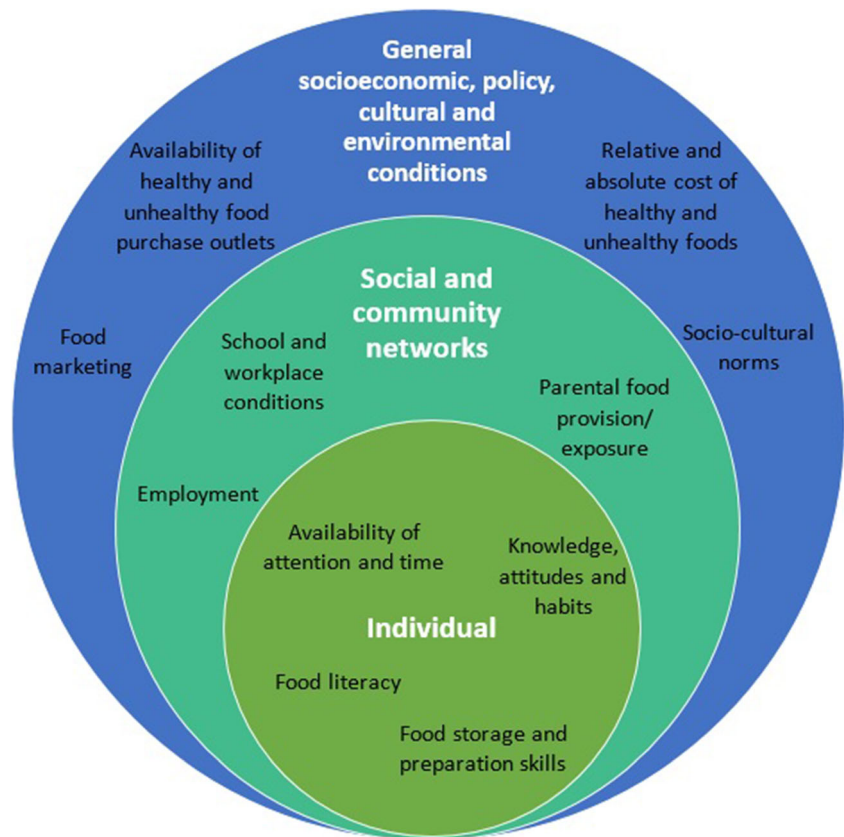 General
socioeconomic, policy,
cultural and
environmental
conditions
Availability of
healthy and
unhealthy food
purchase outlets
Relative and
absolute cost of
healthy and
unhealthy foods
Food
marketing
Socio-cultural
norms
Social and
community
networks
School and
workplace
conditions
Parental food
provision/
exposure
Employment
Availability of
attention and time
Knowledge,
attitudes and
habits
Individual
Food literacy
Food storage and
preparation skills